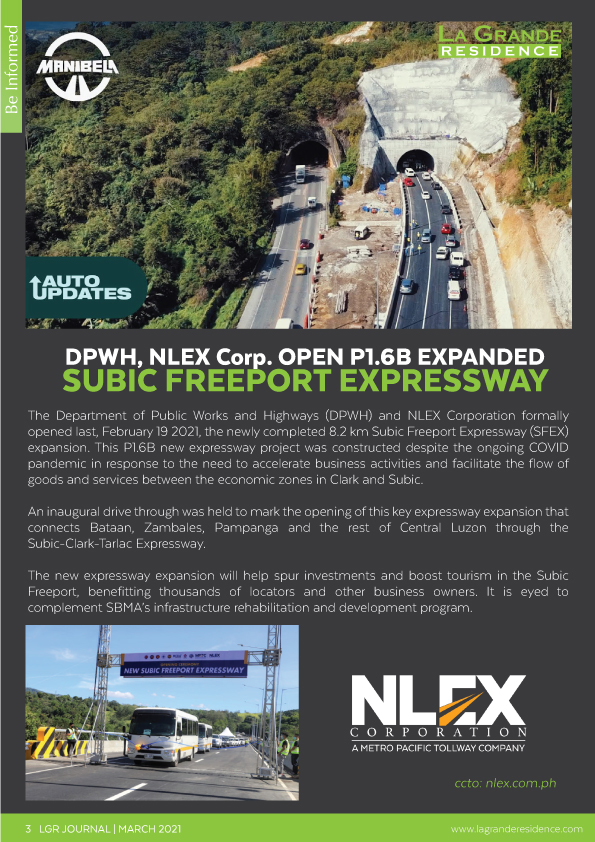 Be Informed
MANIBELA
LA GRANDE
RESIDENCE
AUTO
UPDATES
DPWH, NLEX Corp. OPEN P1.6B EXPANDED
SUBIC FREEPORT EXPRESSWAY
The Department of Public Works and Highways (DPWH) and NLEX Corporation formally
opened last, February 19 2021, the newly completed 8.2 km Subic Freeport Expressway (SFEX)
expansion. This P1.6B new expressway project was constructed despite the ongoing COVID
pandemic in response to the need to accelerate business activities and facilitate the flow of
goods and services between the economic zones in Clark and Subic.
An inaugural drive through was held to mark the opening of this key expressway expansion that
connects Bataan, Zambales, Pampanga and the rest of Central Luzon through the
Subic-Clark-Tarlac Expressway.
The new expressway expansion will help spur investments and boost tourism in the Subic
Freeport, benefitting thousands of locators and other business owners. It is eyed to
complement SBMA's infrastructure rehabilitation and development program.
OPENING CEREMONY
NEW SUBIC FREEPORT EXPRESSWAY
NLEX
CORPORATION
A METRO PACIFIC TOLLWAY COMPANY
ccto: nlex.com.ph
3 LGR JOURNAL | MARCH 2021
www.lagranderesidence.com